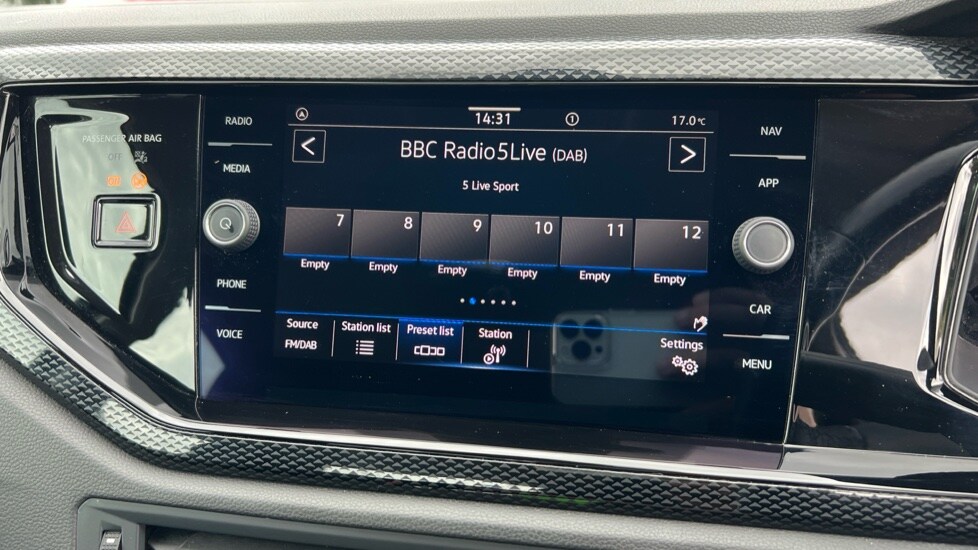 PASSENGER AIR BAG
OFF
RADIO
MEDIA
PHONE
VOICE
A
14:31
1
17.0°C
<
BBC Radio5Live (DAB)
>
5 Live Sport
7 8 9 10 11 12
Empty Empty Empty Empty Empty Empty
Source
FM/DAB
Station list
Preset list
Station
Settings
NAV
APP
CAR
MENU